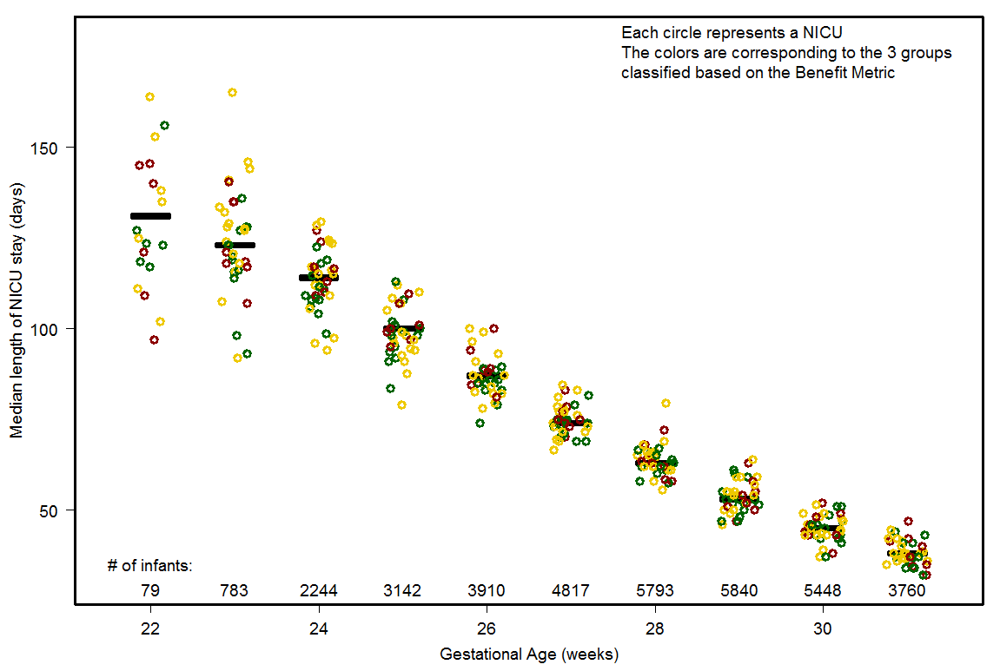 Each circle represents a NICU
The colors are corresponding to the 3 groups
classified based on the Benefit Metric
Median length of NICU stay (days)
150
100
50
# of infants:
79 783 2244 3142 3910 4817 5793 5840 5448 3760
22 24 26 28 30
Gestational Age (weeks)